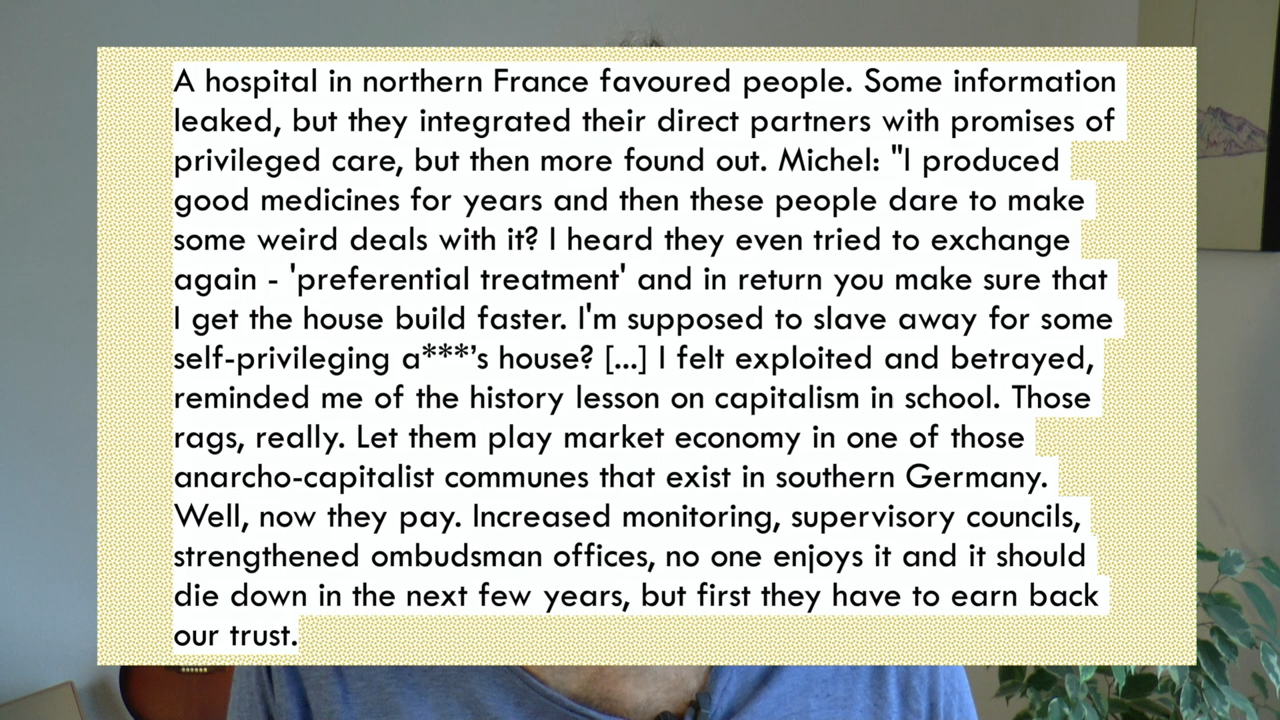 A hospital in northern France favoured people. Some information
leaked, but they integrated their direct partners with promises of
privileged care, but then more found out. Michel: "I produced
good medicines for years and then these people dare to make
some weird deals with it? I heard they even tried to exchange
again - 'preferential treatment' and in return you make sure that
I get the house build faster. I'm supposed to slave away for some
self-privileging a***’s house? [...] I felt exploited and betrayed,
reminded me of the history lesson on capitalism in school. Those
rags, really. Let them play market economy in one of those
anarcho-capitalist communes that exist in southern Germany.
Well, now they pay. Increased monitoring, supervisory councils,
strengthened ombudsman offices, no one enjoys it and it should
die down in the next few years, but first they have to earn back
our trust.